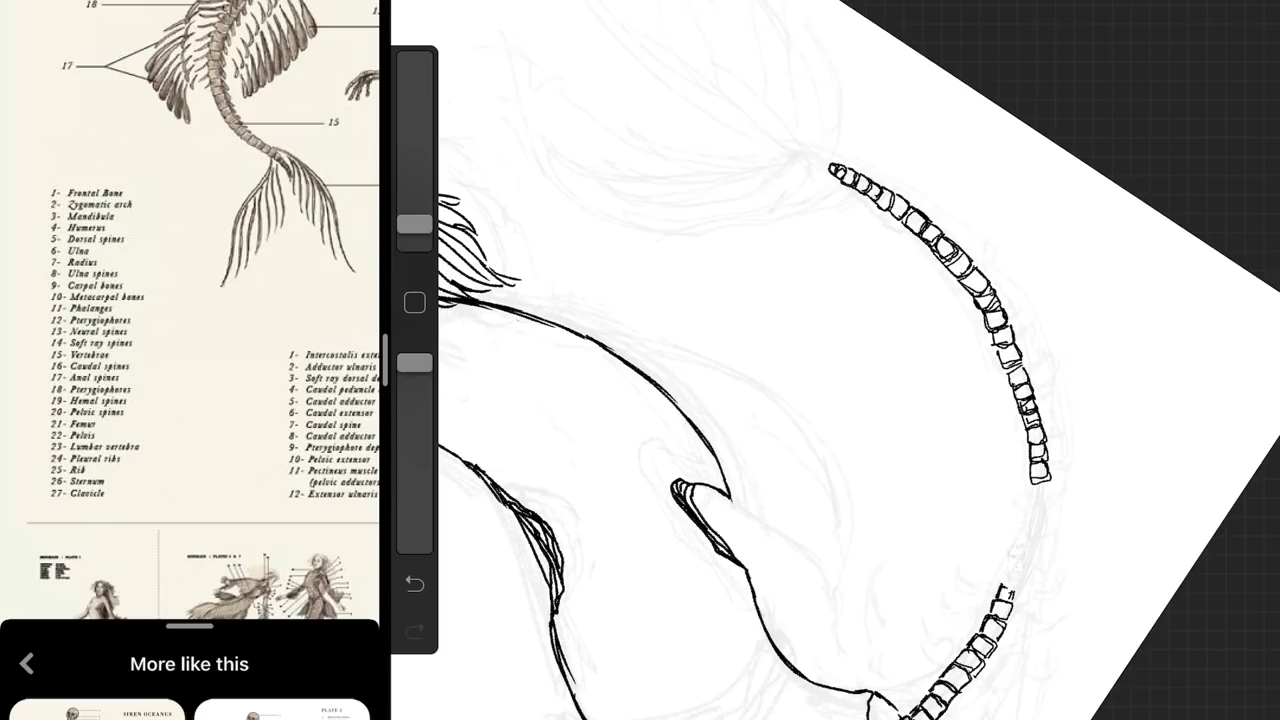 18
17
15
1- Frontal Bone
2- Zygomatic arch
3- Mandibula
4- Humerus
5- Dorsal spines
6- Ulna
7- Radius
8- Ulna spines
9- Carpal bones
10- Metacarpal bones
11- Phalanges
12- Pterygiophores
13- Neural spines
14- Soft ray spines
15- Vertebrae
16- Caudal spines
17- Anal spines
18- Pterygiophores
19- Hemal spines
20- Pelvic spines
21- Femur
22- Pelvis
23- Lumbar vertebra
24- Pleural ribs
25- Rib
26- Sternum
27- Clavicle
1- Intercostalis exte
2- Adductor ulnaris
3- Soft ray dorsal de
4- Caudal peduncle
5- Caudal adductor
6- Caudal extensor
7- Caudal spine
8- Caudal adductor
9- Pterygiophore dep
10- Pelvic extensor
11- Pectineus muscle
(pelvic adductors
12- Extensor ulnaris
More like this
SIREN OCEANUS